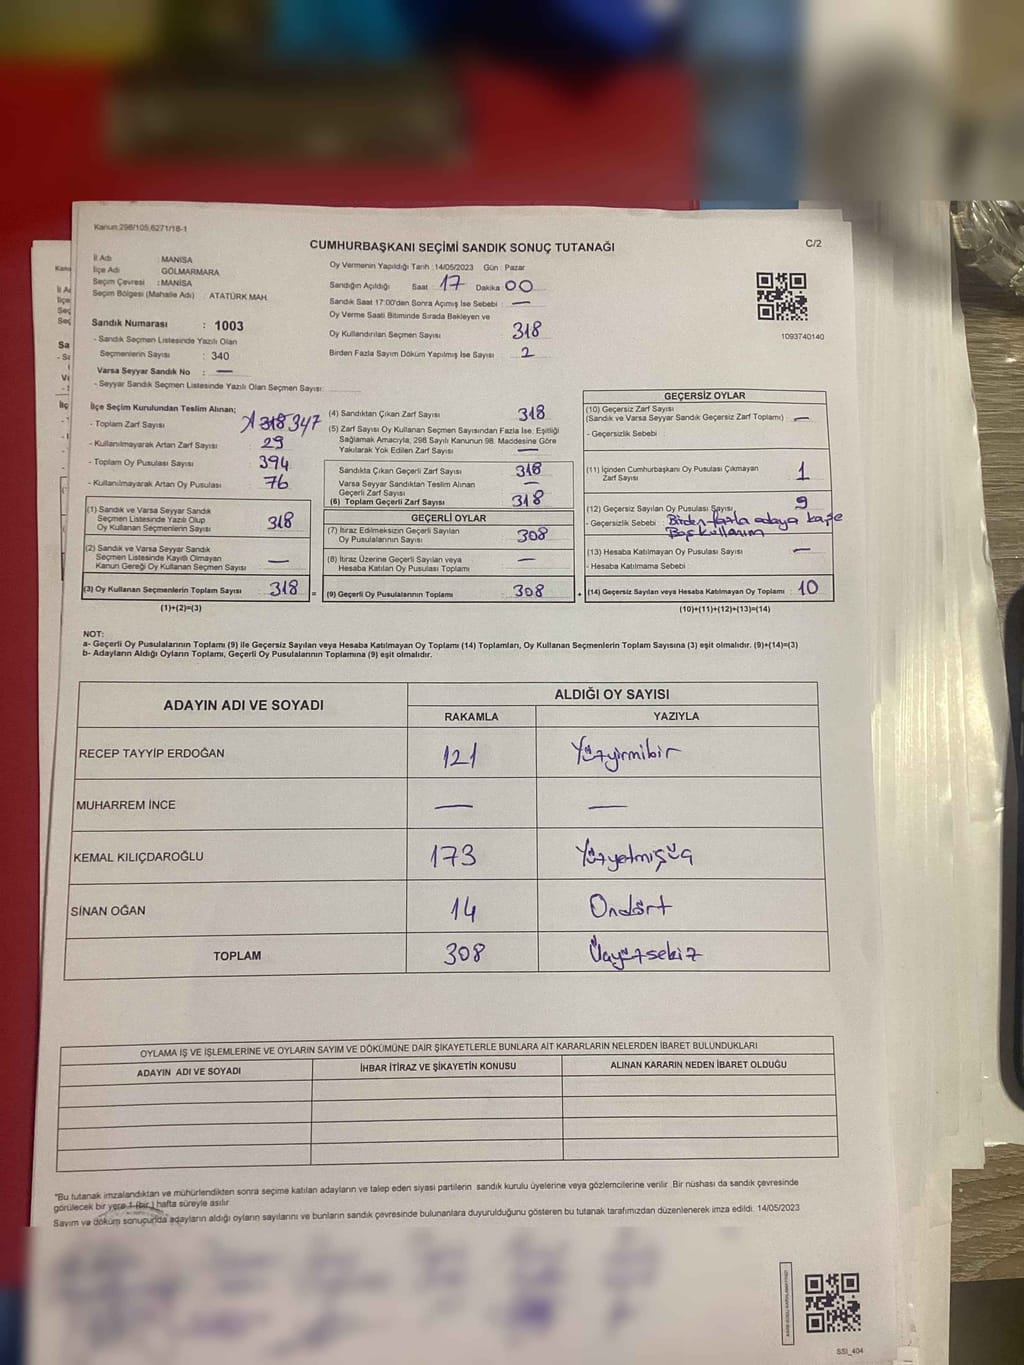 Kanun 298/105,6271/18-1
CUMHURBAŞKANI SEÇİMİ SANDIK SONUÇ TUTANAĞI
C/2
İl Adı : MANİSA
İlçe Adı GÖLMARMARA
Seçim Çevresi : MANİSA
Seçim Bölgesi (Mahalle Adı) : ATATÜRK MAH.
Sandık Numarası : 1003
- Sandık Seçmen Listesinde Yazılı Olan
Seçmenlerin Sayısı : 340
Varsa Seyyar Sandık No : —
- Seyyar Sandık Seçmen Listesinde Yazılı Olan Seçmen Sayısı:
Oy Vermenin Yapıldığı Tarih :14/05/2023 Gün : Pazar
Sandığın Açıldığı Saat 17 Dakika 00
Sandık Saat 17:00'den Sonra Açımış İse Sebebi : —
Oy Verme Saati Bitiminde Sırada Bekleyen ve
Oy Kullandırılan Seçmen Sayısı 318
Birden Fazla Sayım Döküm Yapılmış İse Sayısı 2
1093740140
İlçe Seçim Kurulundan Teslim Alınan;
- Toplam Zarf Sayısı 318 347
- Kullanılmayarak Artan Zarf Sayısı 29
- Toplam Oy Pusulası Sayısı 394
- Kullanılmayarak Artan Oy Pusulası 76
(1) Sandık ve Varsa Seyyar Sandık
Seçmen Listesinde Yazılı Olup
Oy Kullanan Seçmenlerin Sayısı 318
(2) Sandık ve Varsa Seyyar Sandık
Seçmen Listesinde Kayıtlı Olmayan
Kanun Gereği Oy Kullanan Seçmen Sayısı —
(3) Oy Kullanan Seçmenlerin Toplam Sayısı 318 =
(1)+(2)=(3)
(4) Sandıktan Çıkan Zarf Sayısı 318
(5) Zarf Sayısı Oy Kullanan Seçmen Sayısından Fazla İse, Eşitliği
Sağlamak Amacıyla, 298 Sayılı Kanunun 98. Maddesine Göre
Yakılarak Yok Edilen Zarf Sayısı —
Sandıkta Çıkan Geçerli Zarf Sayısı 318
Varsa Seyyar Sandıktan Teslim Alınan
Geçerli Zarf Sayısı —
(6) Toplam Geçerli Zarf Sayısı 318
GEÇERLİ OYLAR
(7) İtiraz Edilmeksizin Geçerli Sayılan
Oy Pusulalarının Sayısı 308
(8) İtiraz Üzerine Geçerli Sayılan veya
Hesaba Katılan Oy Pusulası Toplamı —
(9) Geçerli Oy Pusulalarının Toplamı 308 +
GEÇERSİZ OYLAR
(10) Geçersiz Zarf Sayısı
(Sandık ve Varsa Seyyar Sandık Geçersiz Zarf Toplamı) —
- Geçersizlik Sebebi
(11) İçinden Cumhurbaşkanı Oy Pusulası Çıkmayan
Zarf Sayısı 1
(12) Geçersiz Sayılan Oy Pusulası Sayısı 9
- Geçersizlik Sebebi Birden fazla adaya kaşe
(13) Hesaba Katılmayan Oy Pusulası Sayısı —
- Hesaba Katılmama Sebebi
(14) Geçersiz Sayılan veya Hesaba Katılmayan Oy Toplamı 10
(10)+(11)+(12)+(13)=(14)
NOT:
a- Geçerli Oy Pusulalarının Toplamı (9) ile Geçersiz Sayılan veya Hesaba Katılmayan Oy Toplamı (14) Toplamları, Oy Kullanan Seçmenlerin Toplam Sayısına (3) eşit olmalıdır. (9)+(14)=(3)
b- Adayların Aldığı Oyların Toplamı, Geçerli Oy Pusulalarının Toplamına (9) eşit olmalıdır.
ADAYIN ADI VE SOYADI
ALDIĞI OY SAYISI
RAKAMLA YAZIYLA
RECEP TAYYİP ERDOĞAN 121 Yüzyirmibir
MUHARREM İNCE — —
KEMAL KILIÇDAROĞLU 173 Yüzyetmişüç
SİNAN OĞAN 14 Ondört
TOPLAM 308 Üçyüzsekiz
OYLAMA İŞ VE İŞLEMLERİNE VE OYLARIN SAYIM VE DÖKÜMÜNE DAİR ŞİKAYETLERLE BUNLARA AİT KARARLARIN NELERDEN İBARET BULUNDUKLARI
ADAYIN ADI VE SOYADI İHBAR İTİRAZ VE ŞİKAYETİN KONUSU ALINAN KARARIN NEDEN İBARET OLDUĞU
*Bu tutanak imzalandıktan ve mühürlendikten sonra seçime katılan adayların ve talep eden siyasi partilerin sandık kurulu üyelerine veya gözlemcilerine verilir. Bir nüshası da sandık çevresinde
görülecek bir yere 1 (bir ) hafta süreyle asılır.
Sayım ve döküm sonucunda adayların aldığı oyların sayılarını ve bunların sandık çevresinde bulunanlara duyurulduğunu gösteren bu tutanak tarafımızdan düzenlenerek imza edildi. 14/05/2023
SSİ_404